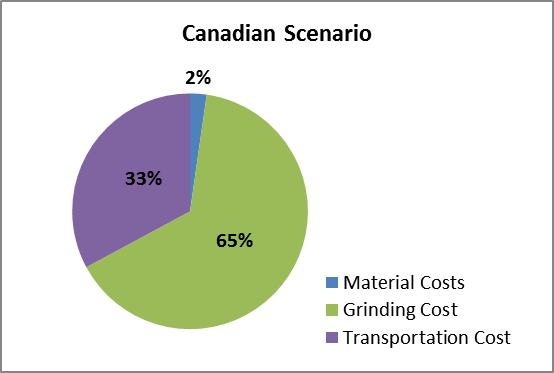 Canadian Scenario
2%
33%
65%
Material Costs
Grinding Cost
Transportation Cost